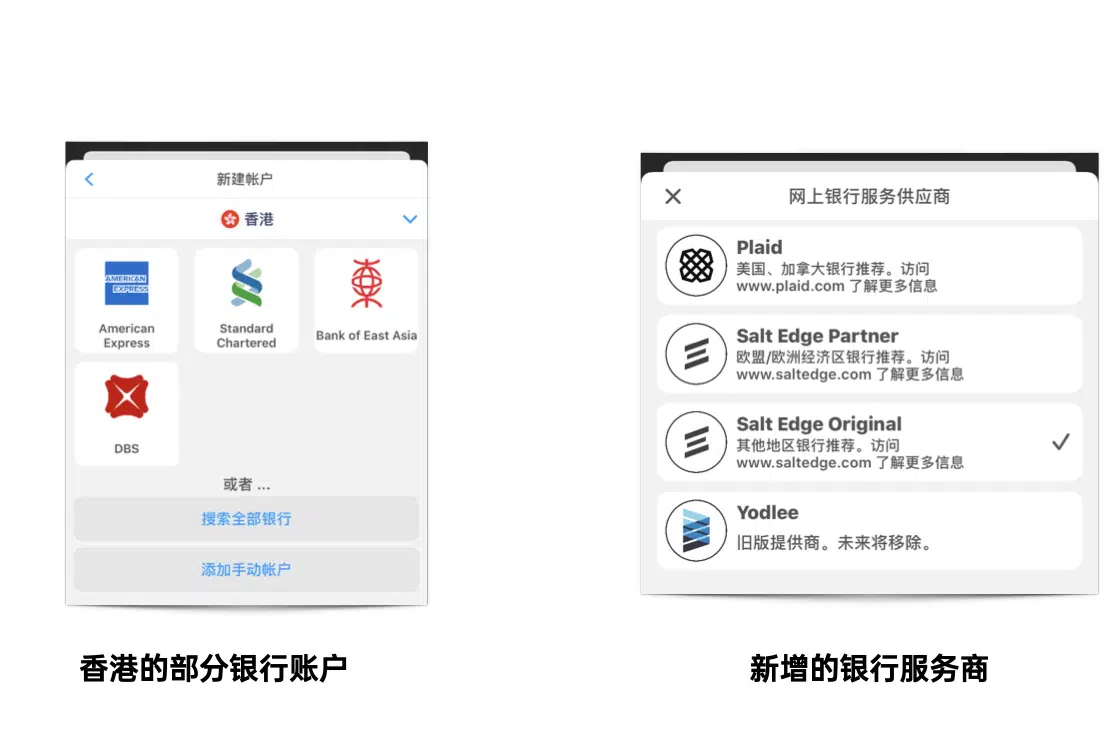 新建帐户
香港
AMERICAN
EXPRESS
American
Express
Standard
Chartered
Bank of East Asia
DBS
或者 ...
搜索全部银行
添加手动帐户
香港的部分银行账户
网上银行服务供应商
Plaid
美国、加拿大银行推荐。访问
www.plaid.com 了解更多信息
Salt Edge Partner
欧盟/欧洲经济区银行推荐。访问
www.saltedge.com 了解更多信息
Salt Edge Original
其他地区银行推荐。访问
www.saltedge.com 了解更多信息
Yodlee
旧版提供商。未来将移除。
新增的银行服务商